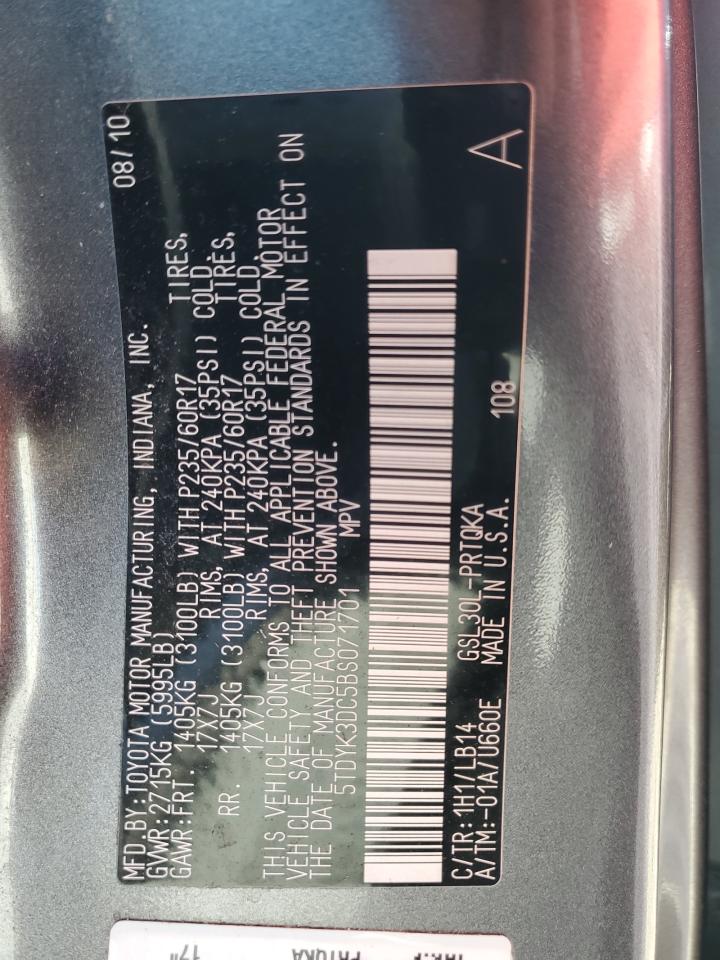 MFD.BY:TOYOTA MOTOR MANUFACTURING, INDIANA, INC. 08/10
GVWR:2715KG (5995LB)
GAWR:FRT. 1405KG (3100LB) WITH P235/60R17 TIRES,
17X7J RIMS, AT 240KPA (35PSI) COLD,
RR. 1405KG (3100LB) WITH P235/60R17 TIRES,
17X7J RIMS, AT 240KPA (35PSI) COLD,
THIS VEHICLE CONFORMS TO ALL APPLICABLE FEDERAL MOTOR
VEHICLE SAFETY AND THEFT PREVENTION STANDARDS IN EFFECT ON
THE DATE OF MANUFACTURE SHOWN ABOVE.
5TDYK3DC5BS071701 MPV
C/TR:1H1/LB14 GSL30L-PRTQKA 108 A
A/TM:-01A/U660E MADE IN U.S.A.
17"